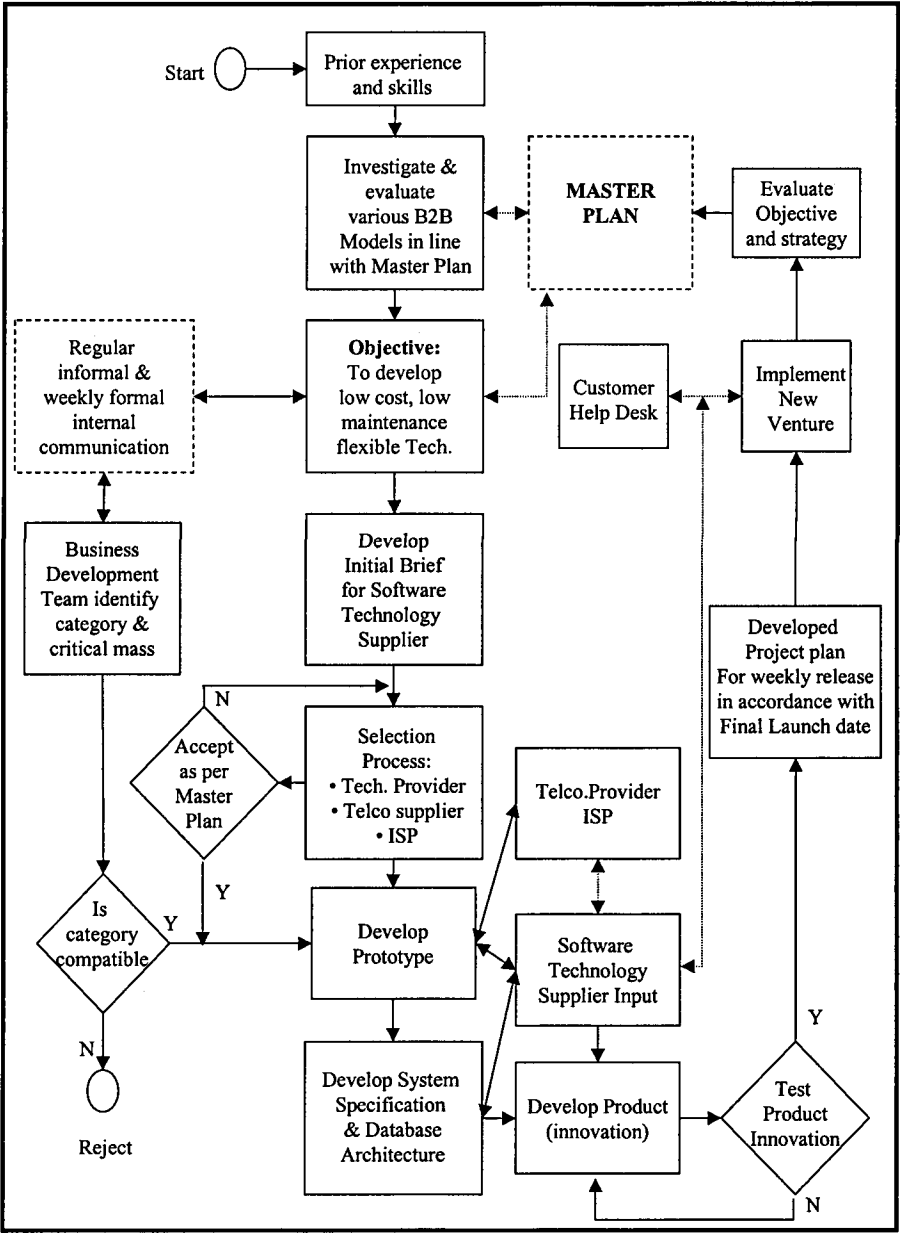 Start
Prior experience
and skills
Investigate &
evaluate
various B2B
Models in line
with Master Plan
MASTER
PLAN
Evaluate
Objective
and strategy
Regular
informal &
weekly formal
internal
communication
Objective:
To develop
low cost, low
maintenance
flexible Tech.
Customer
Help Desk
Implement
New
Venture
Business
Development
Team identify
category &
critical mass
Develop
Initial Brief
for Software
Technology
Supplier
Developed
Project plan
For weekly release
in accordance with
Final Launch date
N
Accept
as per
Master
Plan
Y
Selection
Process:
• Tech. Provider
• Telco supplier
• ISP
Telco.Provider
ISP
Is
category
compatible
Y
N
Reject
Develop
Prototype
Software
Technology
Supplier Input
Develop System
Specification
& Database
Architecture
Develop Product
(innovation)
Y
Test
Product
Innovation
N